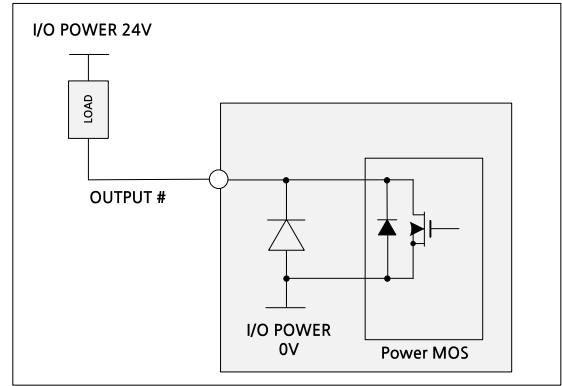 I/O POWER 24V
LOAD
OUTPUT #
I/O POWER
0V
Power MOS